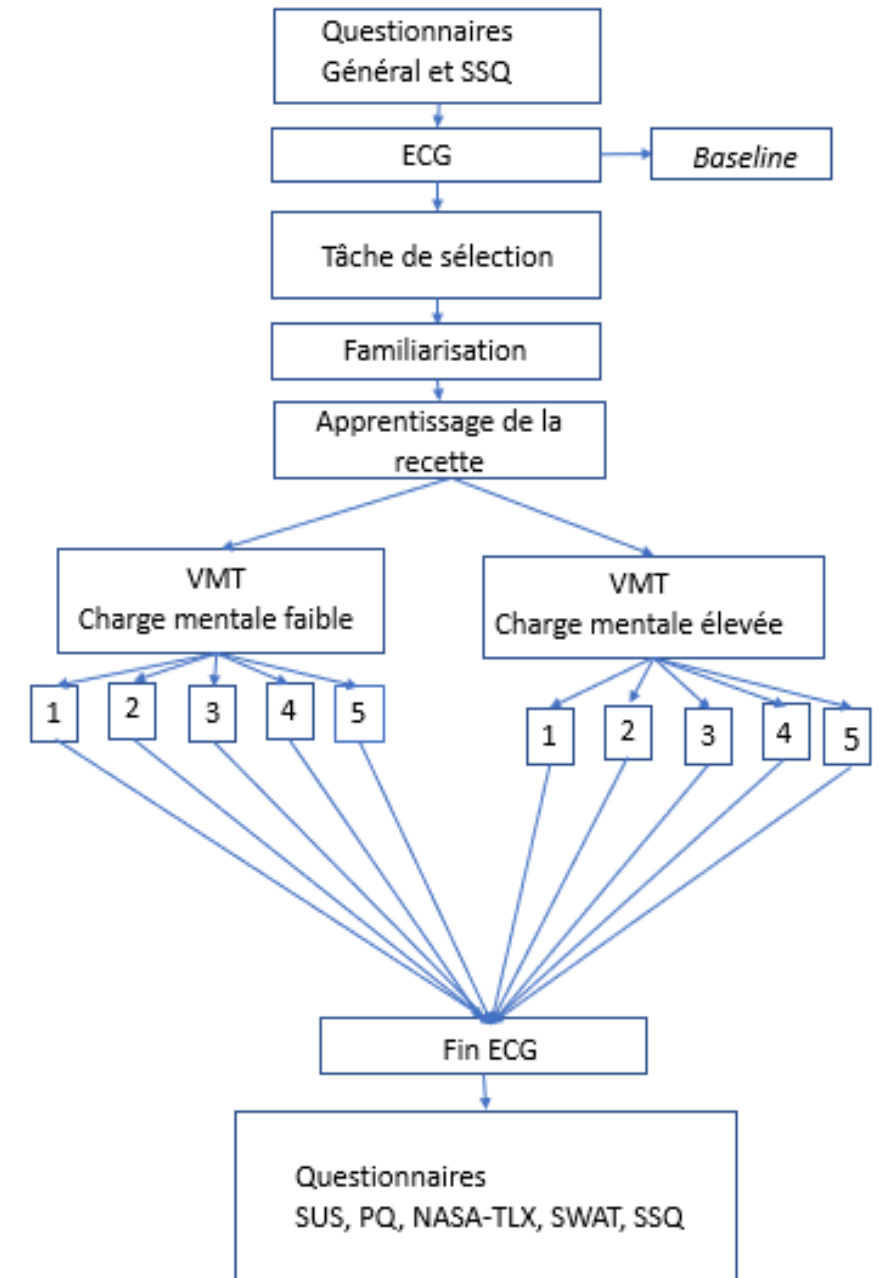 Questionnaires
Général et SSQ
ECG
Baseline
Tâche de sélection
Familiarisation
Apprentissage de la
recette
VMT
Charge mentale faible
VMT
Charge mentale élevée
1 2 3 4 5
1 2 3 4 5
Fin ECG
Questionnaires
SUS, PQ, NASA-TLX, SWAT, SSQ